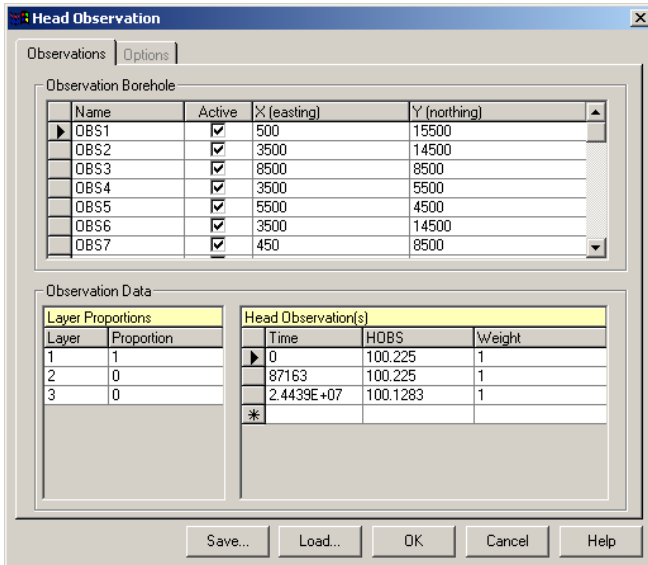 Head Observation
Observations Options
Observation Borehole
Name Active X (easting) Y (northing)
OBS1 500 15500
OBS2 3500 14500
OBS3 8500 8500
OBS4 3500 5500
OBS5 5500 4500
OBS6 3500 14500
OBS7 450 8500
Observation Data
Layer Proportions Head Observation(s)
Layer Proportion Time HOBS Weight
1 1 0 100.225 1
2 0 87163 100.225 1
3 0 2.4439E+07 100.1283 1
Save... Load... OK Cancel Help